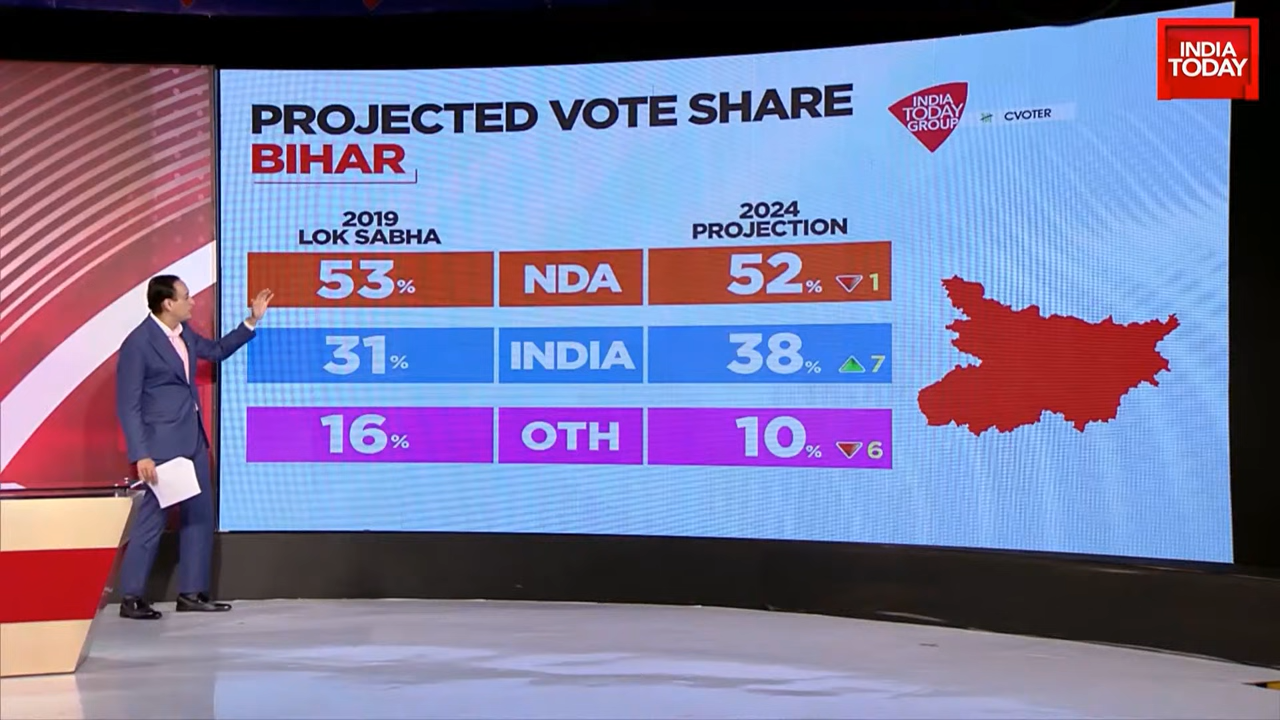 INDIA
TODAY
PROJECTED VOTE SHARE
BIHAR
INDIA
TODAY
GROUP
CVOTER
2019
LOK SABHA
2024
PROJECTION
53%
NDA
52% 1
31%
INDIA
38% 7
16%
OTH
10% 6